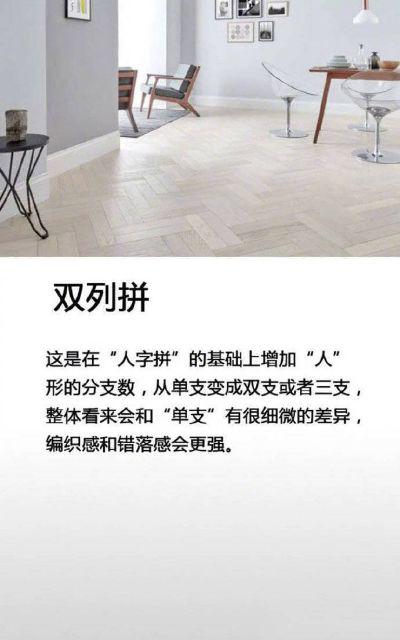 双列拼
这是在“人字拼”的基础上增加“人”
形的分支数，从单支变成双支或者三支，
整体看来会和“单支”有很细微的差异，
编织感和错落感会更强。